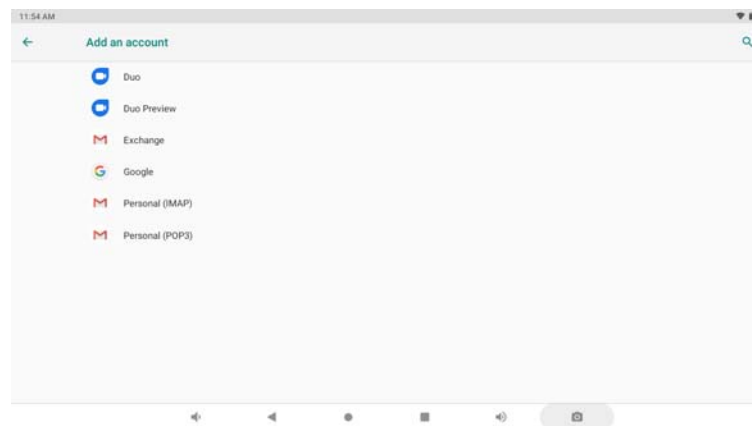 11:54 AM
Add an account
Duo
Duo Preview
Exchange
Google
Personal (IMAP)
Personal (POP3)